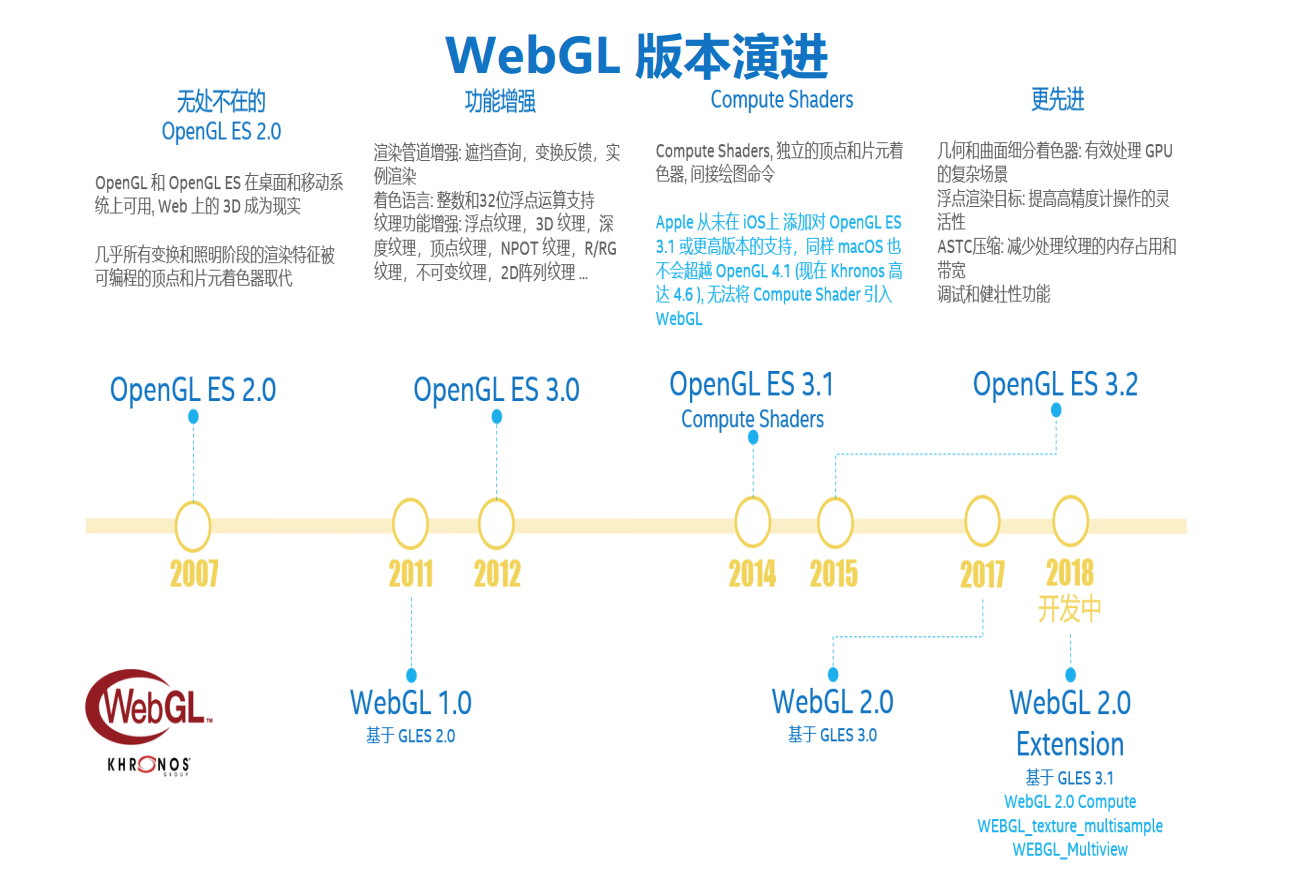 WebGL 版本演进
无处不在的
OpenGL ES 2.0
OpenGL 和 OpenGL ES 在桌面和移动系
统上可用, Web 上的 3D 成为现实
几乎所有变换和照明阶段的渲染特征被
可编程的顶点和片元着色器取代
功能增强
渲染管道增强: 遮挡查询，变换反馈，实
例渲染
着色语言: 整数和32位浮点运算支持
纹理功能增强: 浮点纹理，3D 纹理，深
度纹理，顶点纹理，NPOT 纹理，R/RG
纹理，不可变纹理，2D阵列纹理 ...
Compute Shaders
Compute Shaders, 独立的顶点和片元着
色器, 间接绘图命令
Apple 从未在 iOS上 添加对 OpenGL ES
3.1 或更高版本的支持，同样 macOS 也
不会超越 OpenGL 4.1 (现在 Khronos 高
达 4.6 ), 无法将 Compute Shader 引入
WebGL
更先进
几何和曲面细分着色器: 有效处理 GPU
的复杂场景
浮点渲染目标: 提高高精度计操作的灵
活性
ASTC压缩: 减少处理纹理的内存占用和
带宽
调试和健壮性功能
OpenGL ES 2.0
OpenGL ES 3.0
OpenGL ES 3.1
Compute Shaders
OpenGL ES 3.2
2007
2011
2012
2014
2015
2017
2018
开发中
WebGL™
KHRONOS
GROUP
WebGL 1.0
基于 GLES 2.0
WebGL 2.0
基于 GLES 3.0
WebGL 2.0
Extension
基于 GLES 3.1
WebGL 2.0 Compute
WEBGL_texture_multisample
WEBGL_Multiview